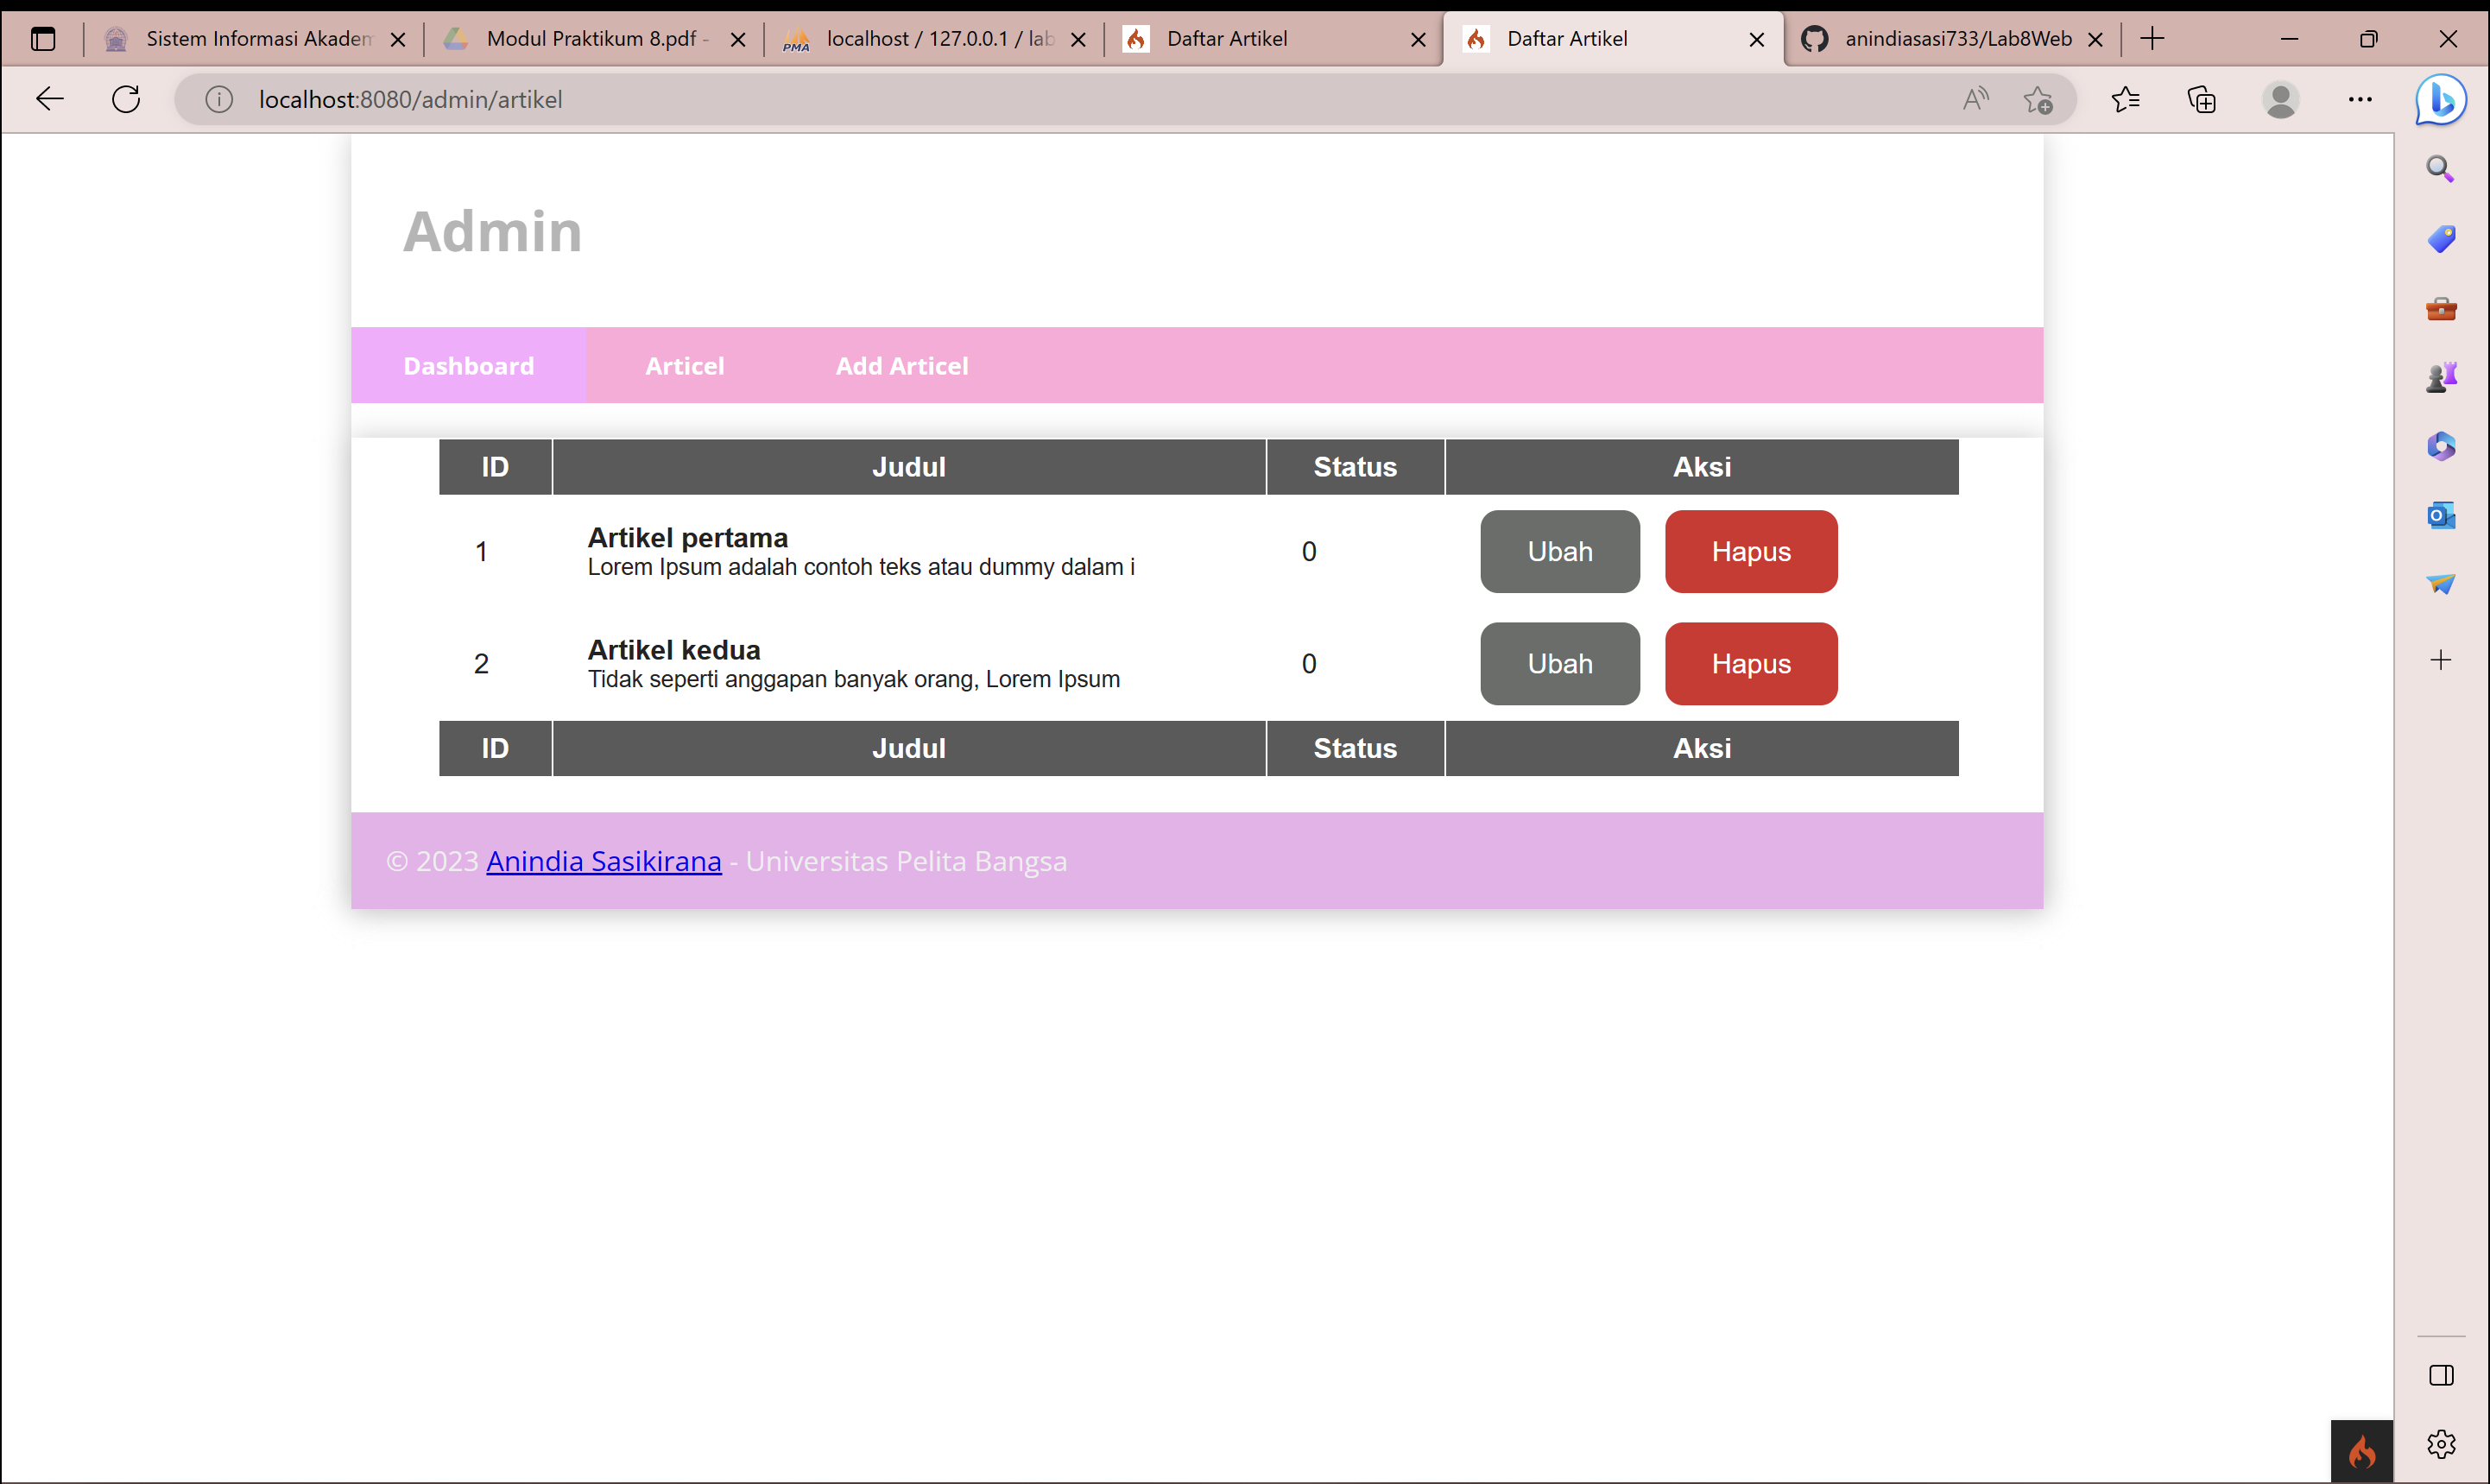 Sistem Informasi Akadem
Modul Praktikum 8.pdf -
PMA
localhost / 127.0.0.1 / lab
Daftar Artikel
Daftar Artikel
anindiasasi733/Lab8Web
localhost:8080/admin/artikel
Admin
Dashboard Articel Add Articel
ID Judul Status Aksi
1 Artikel pertama 0 Ubah Hapus
Lorem Ipsum adalah contoh teks atau dummy dalam i
2 Artikel kedua 0 Ubah Hapus
Tidak seperti anggapan banyak orang, Lorem Ipsum
ID Judul Status Aksi
© 2023 Anindia Sasikirana - Universitas Pelita Bangsa